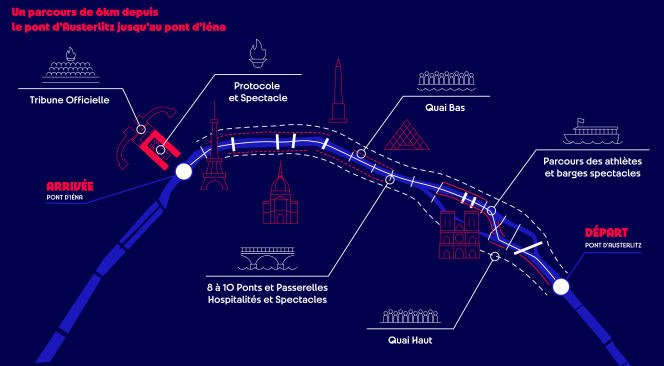 Un parcours de 6km depuis
le pont d'Austerlitz jusqu'au pont d'Iéna
Tribune Officielle
Protocole
et Spectacle
Quai Bas
Parcours des athlètes
et barges spectacles
ARRIVÉE
PONT D'IÉNA
DÉPART
PONT D'AUSTERLITZ
8 à 10 Ponts et Passerelles
Hospitalités et Spectacles
Quai Haut